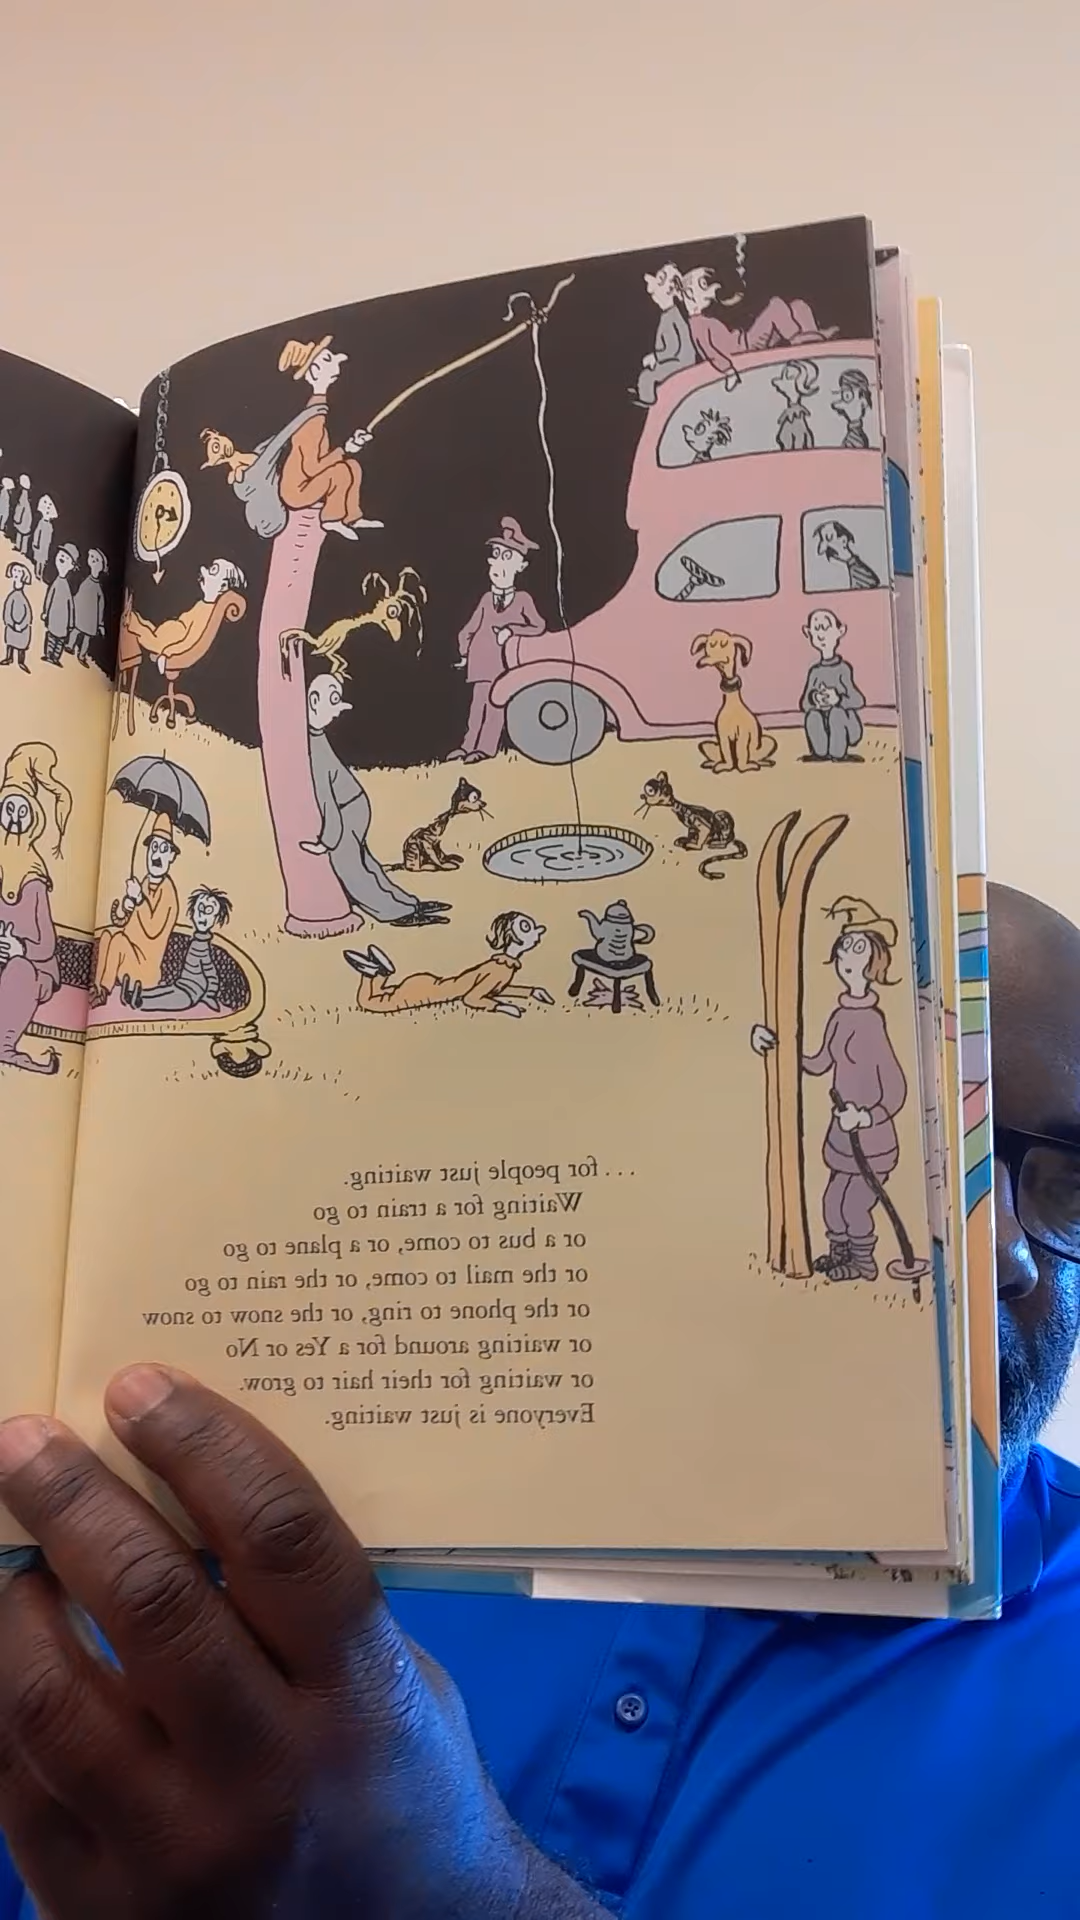 . . . for people just waiting.
Waiting for a train to go
or a bus to come, or a plane to go
or the mail to come, or the rain to go
or the phone to ring, or the snow to snow
or waiting around for a Yes or No
or waiting for their hair to grow.
Everyone is just waiting.